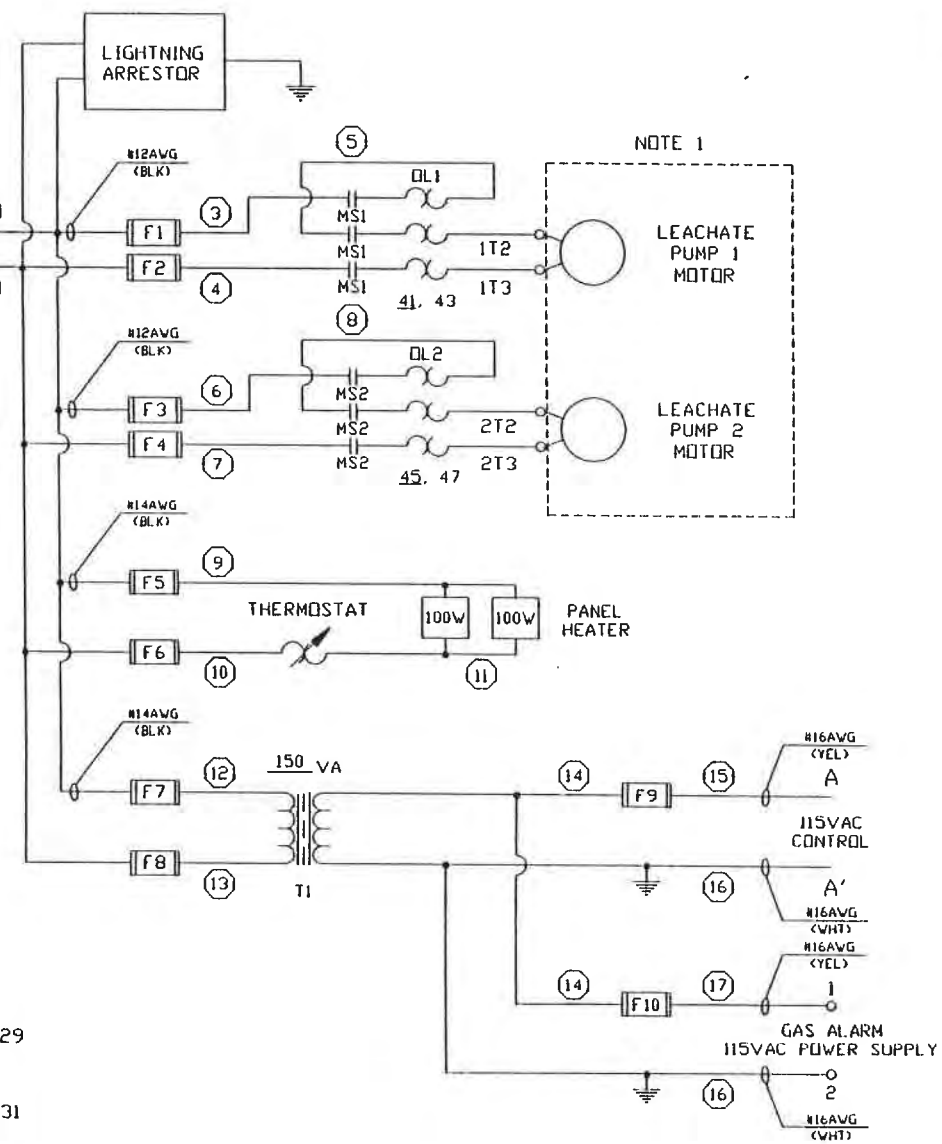 LIGHTNING
ARRESTOR
NOTE 1
#12AWG
(BLK)
5
OL1
3
F1
MS1
MS1
1T2
LEACHATE
PUMP 1
MOTOR
F2
4
MS1
41, 43
1T3
8
#12AWG
(BLK)
OL2
6
F3
MS2
MS2
2T2
LEACHATE
PUMP 2
MOTOR
F4
7
MS2
45, 47
2T3
#14AWG
(BLK)
9
F5
THERMOSTAT
100W
100W
PANEL
HEATER
F6
10
11
#14AWG
(BLK)
12
150 VA
F7
14
F9
15
#16AWG
(YEL)
A
115VAC
CONTROL
F8
13
T1
16
A'
#16AWG
(WHT)
#16AWG
(YEL)
14
F10
17
1
GAS ALARM
115VAC POWER SUPPLY
29
16
2
31
#16AWG
(WHT)